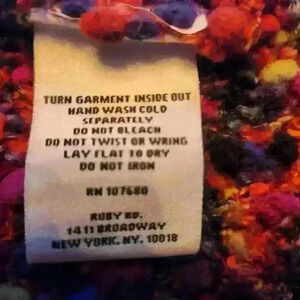 TURN GARMENT INSIDE OUT
HAND WASH COLD
SEPARATELY
DO NOT BLEACH
DO NOT TWIST OR WRING
LAY FLAT TO DRY
DO NOT IRON
RN 107680
RUBY RD.
1411 BROADWAY
NEW YORK. NY. 10018